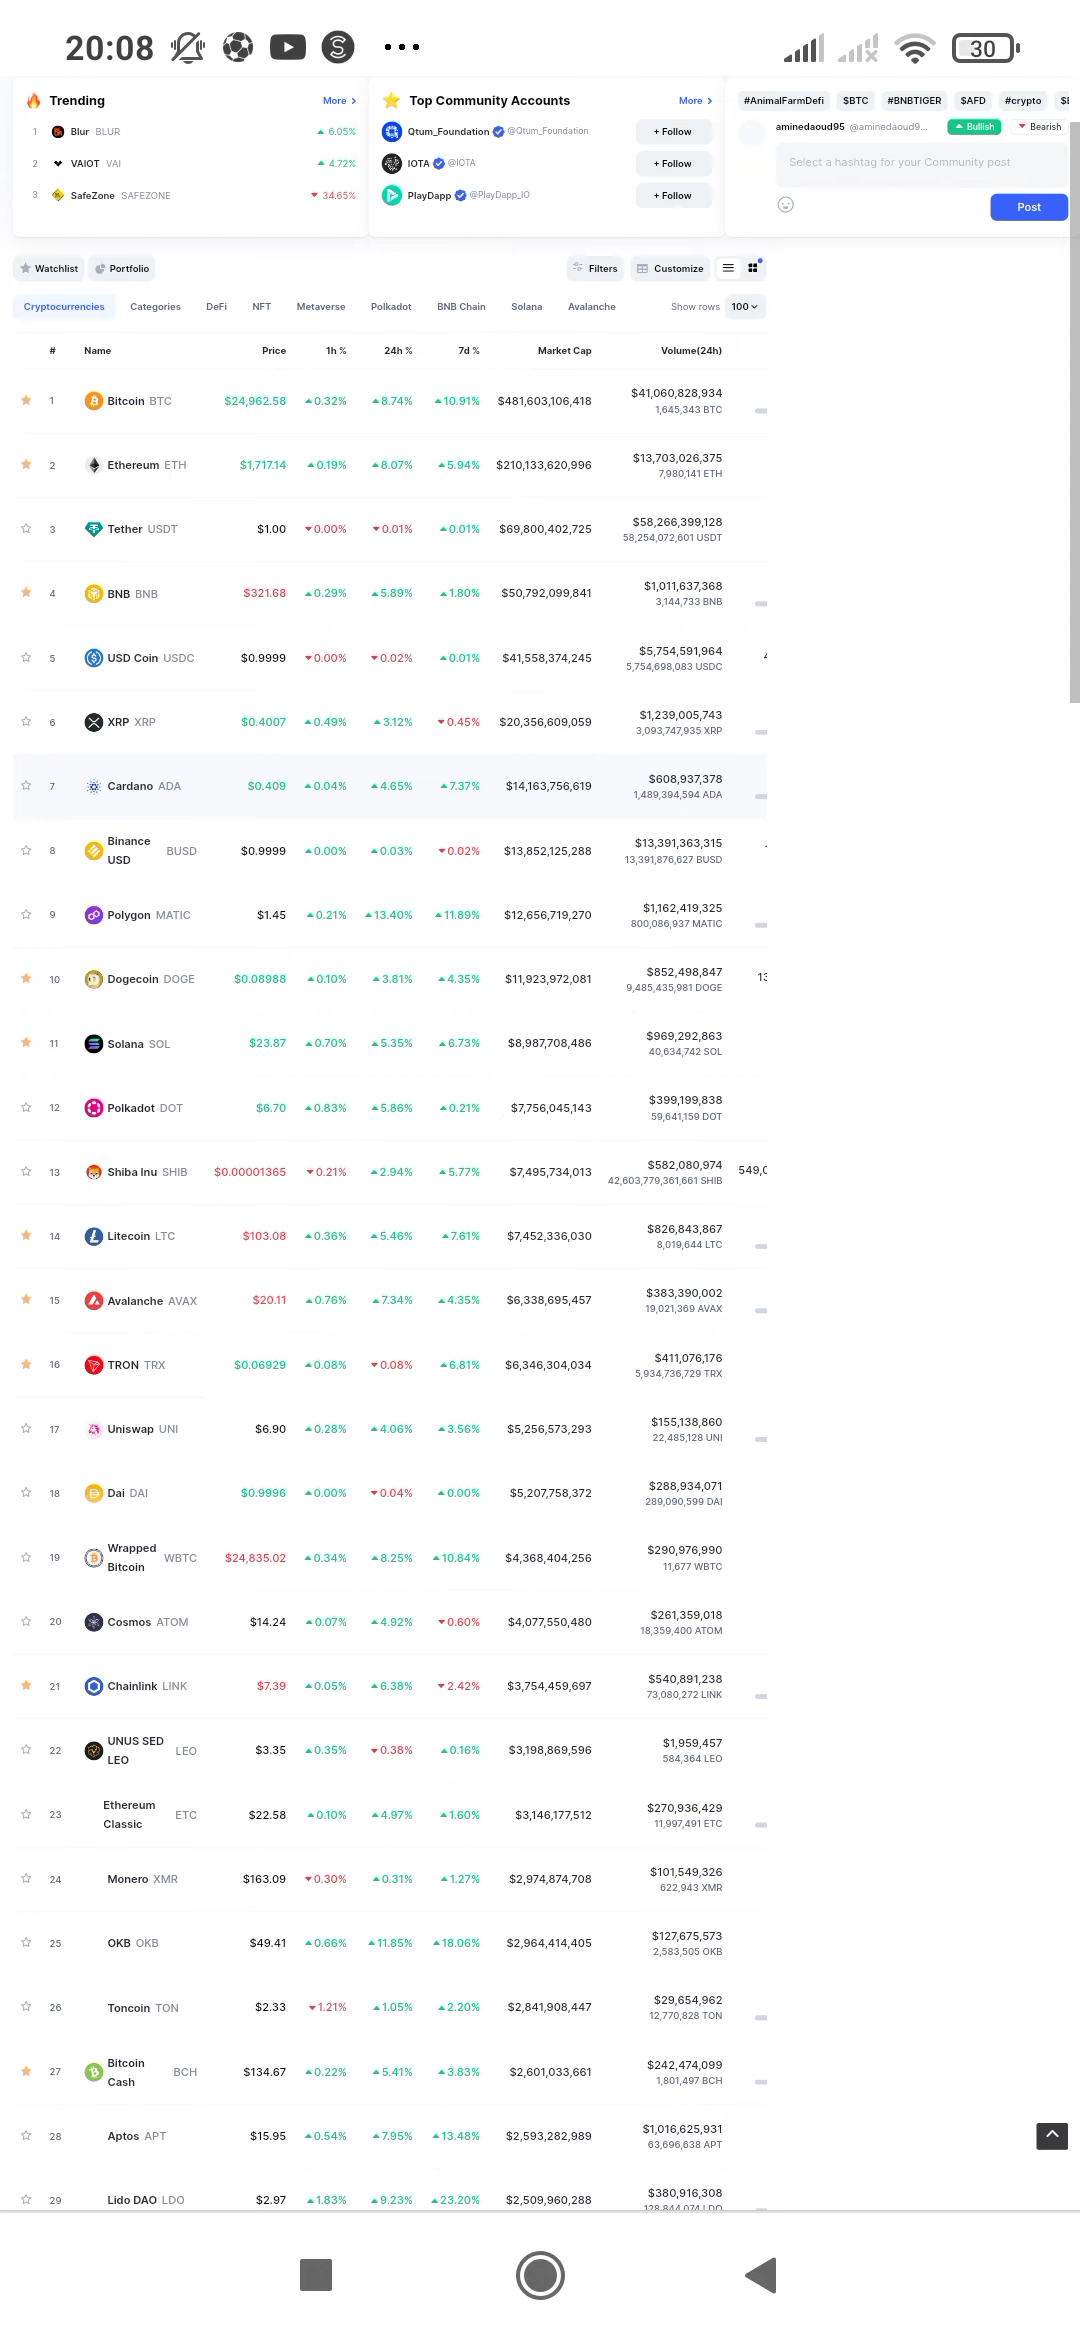 20:08
30
Trending
More
1 Blur BLUR 6.05%
2 VAIOT VAI 4.72%
3 SafeZone SAFEZONE 34.65%
Top Community Accounts
More
Qtum_Foundation @Qtum_Foundation + Follow
IOTA @IOTA + Follow
PlayDapp @PlayDapp_IO + Follow
#AnimalFarmDefi $BTC #BNBTIGER $AFD #crypto
aminedaoud95 @aminedaoud9... Bullish Bearish
Select a hashtag for your Community post
Post
Watchlist Portfolio Filters Customize
Cryptocurrencies Categories DeFi NFT Metaverse Polkadot BNB Chain Solana Avalanche Show rows 100
# Name Price 1h % 24h % 7d % Market Cap Volume(24h)
1 Bitcoin BTC $24,962.58 0.32% 8.74% 10.91% $481,603,106,418 $41,060,828,934
1,645,343 BTC
2 Ethereum ETH $1,717.14 0.19% 8.07% 5.94% $210,133,620,996 $13,703,026,375
7,980,141 ETH
3 Tether USDT $1.00 0.00% 0.01% 0.01% $69,800,402,725 $58,266,399,128
58,254,072,601 USDT
4 BNB BNB $321.68 0.29% 5.89% 1.80% $50,792,099,841 $1,011,637,368
3,144,733 BNB
5 USD Coin USDC $0.9999 0.00% 0.02% 0.01% $41,558,374,245 $5,754,591,964
5,754,698,083 USDC
6 XRP XRP $0.4007 0.49% 3.12% 0.45% $20,356,609,059 $1,239,005,743
3,093,747,935 XRP
7 Cardano ADA $0.409 0.04% 4.65% 7.37% $14,163,756,619 $608,937,378
1,489,394,594 ADA
8 Binance USD BUSD $0.9999 0.00% 0.03% 0.02% $13,852,125,288 $13,391,363,315
13,391,876,627 BUSD
9 Polygon MATIC $1.45 0.21% 13.40% 11.89% $12,656,719,270 $1,162,419,325
800,086,937 MATIC
10 Dogecoin DOGE $0.08988 0.10% 3.81% 4.35% $11,923,972,081 $852,498,847 13
9,485,435,981 DOGE
11 Solana SOL $23.87 0.70% 5.35% 6.73% $8,987,708,486 $969,292,863
40,634,742 SOL
12 Polkadot DOT $6.70 0.83% 5.86% 0.21% $7,756,045,143 $399,199,838
59,641,159 DOT
13 Shiba Inu SHIB $0.00001365 0.21% 2.94% 5.77% $7,495,734,013 $582,080,974 549,0
42,603,779,361,661 SHIB
14 Litecoin LTC $103.08 0.36% 5.46% 7.61% $7,452,336,030 $826,843,867
8,019,644 LTC
15 Avalanche AVAX $20.11 0.76% 7.34% 4.35% $6,338,695,457 $383,390,002
19,021,369 AVAX
16 TRON TRX $0.06929 0.08% 0.08% 6.81% $6,346,304,034 $411,076,176
5,934,736,729 TRX
17 Uniswap UNI $6.90 0.28% 4.06% 3.56% $5,256,573,293 $155,138,860
22,485,128 UNI
18 Dai DAI $0.9996 0.00% 0.04% 0.00% $5,207,758,372 $288,934,071
289,090,599 DAI
19 Wrapped Bitcoin WBTC $24,835.02 0.34% 8.25% 10.84% $4,368,404,256 $290,976,990
11,677 WBTC
20 Cosmos ATOM $14.24 0.07% 4.92% 0.60% $4,077,550,480 $261,359,018
18,359,400 ATOM
21 Chainlink LINK $7.39 0.05% 6.38% 2.42% $3,754,459,697 $540,891,238
73,080,272 LINK
22 UNUS SED LEO LEO $3.35 0.35% 0.38% 0.16% $3,198,869,596 $1,959,457
584,364 LEO
23 Ethereum Classic ETC $22.58 0.10% 4.97% 1.60% $3,146,177,512 $270,936,429
11,997,491 ETC
24 Monero XMR $163.09 0.30% 0.31% 1.27% $2,974,874,708 $101,549,326
622,943 XMR
25 OKB OKB $49.41 0.66% 11.85% 18.06% $2,964,414,405 $127,675,573
2,583,505 OKB
26 Toncoin TON $2.33 1.21% 1.05% 2.20% $2,841,908,447 $29,654,962
12,770,828 TON
27 Bitcoin Cash BCH $134.67 0.22% 5.41% 3.83% $2,601,033,661 $242,474,099
1,801,497 BCH
28 Aptos APT $15.95 0.54% 7.95% 13.48% $2,593,282,989 $1,016,625,931
63,696,638 APT
29 Lido DAO LDO $2.97 1.83% 9.23% 23.20% $2,509,960,288 $380,916,308